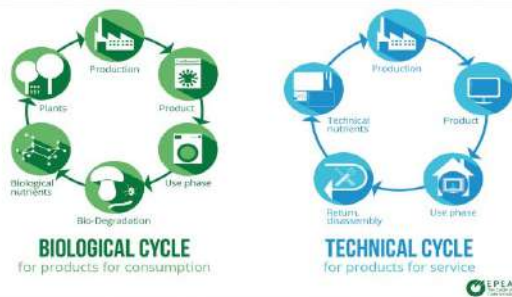 Production
Plants
Product
Biological
nutrients
Use phase
Bio-Degradation
BIOLOGICAL CYCLE
for products for consumption
Production
Technical
nutrients
Product
Return,
disassembly
Use phase
TECHNICAL CYCLE
for products for service
EPEA